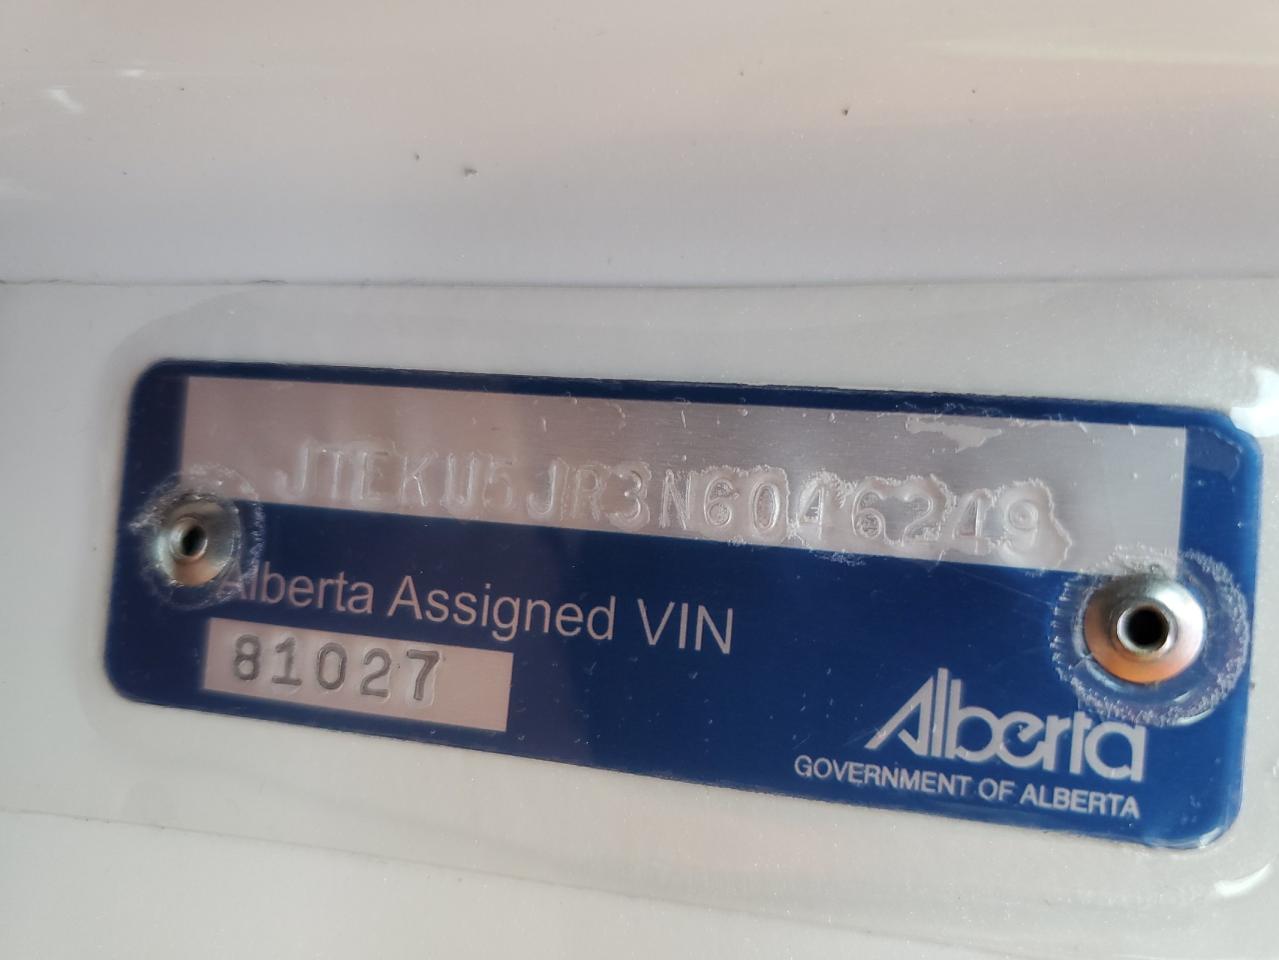 JTEKU5JR3N6046249
Alberta Assigned VIN
81027
Alberta
GOVERNMENT OF ALBERTA